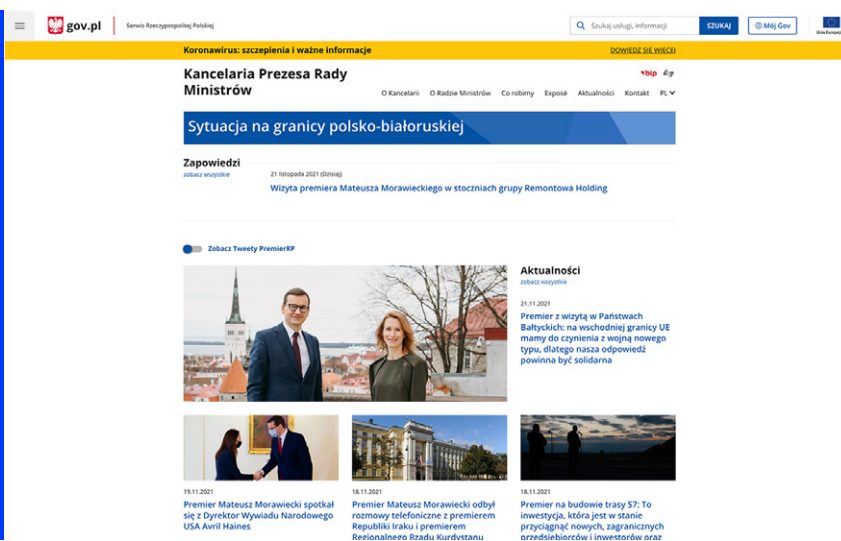 gov.pl
Serwis Rzeczypospolitej Polskiej
Szukaj usługi, informacji
SZUKAJ
Mój Gov
Unia Europejska
Koronawirus: szczepienia i ważne informacje
DOWIEDZ SIĘ WIĘCEJ
Kancelaria Prezesa Rady
Ministrów
bip
O Kancelarii
O Radzie Ministrów
Co robimy
Exposé
Aktualności
Kontakt
PL
Sytuacja na granicy polsko-białoruskiej
Zapowiedzi
zobacz wszystkie
21 listopada 2021 (Dzisiaj)
Wizyta premiera Mateusza Morawieckiego w stoczniach grupy Remontowa Holding
Zobacz Tweety PremierRP
Aktualności
zobacz wszystkie
21.11.2021
Premier z wizytą w Państwach
Bałtyckich: na wschodniej granicy UE
mamy do czynienia z wojną nowego
typu, dlatego nasza odpowiedź
powinna być solidarna
19.11.2021
Premier Mateusz Morawiecki spotkał
się z Dyrektor Wywiadu Narodowego
USA Avril Haines
18.11.2021
Premier Mateusz Morawiecki odbył
rozmowy telefoniczne z premierem
Republiki Iraku i premierem
Regionalnego Rządu Kurdystanu
18.11.2021
Premier na budowie trasy S7: To
inwestycja, która jest w stanie
przyciągnąć nowych, zagranicznych
przedsiębiorców i inwestorów oraz